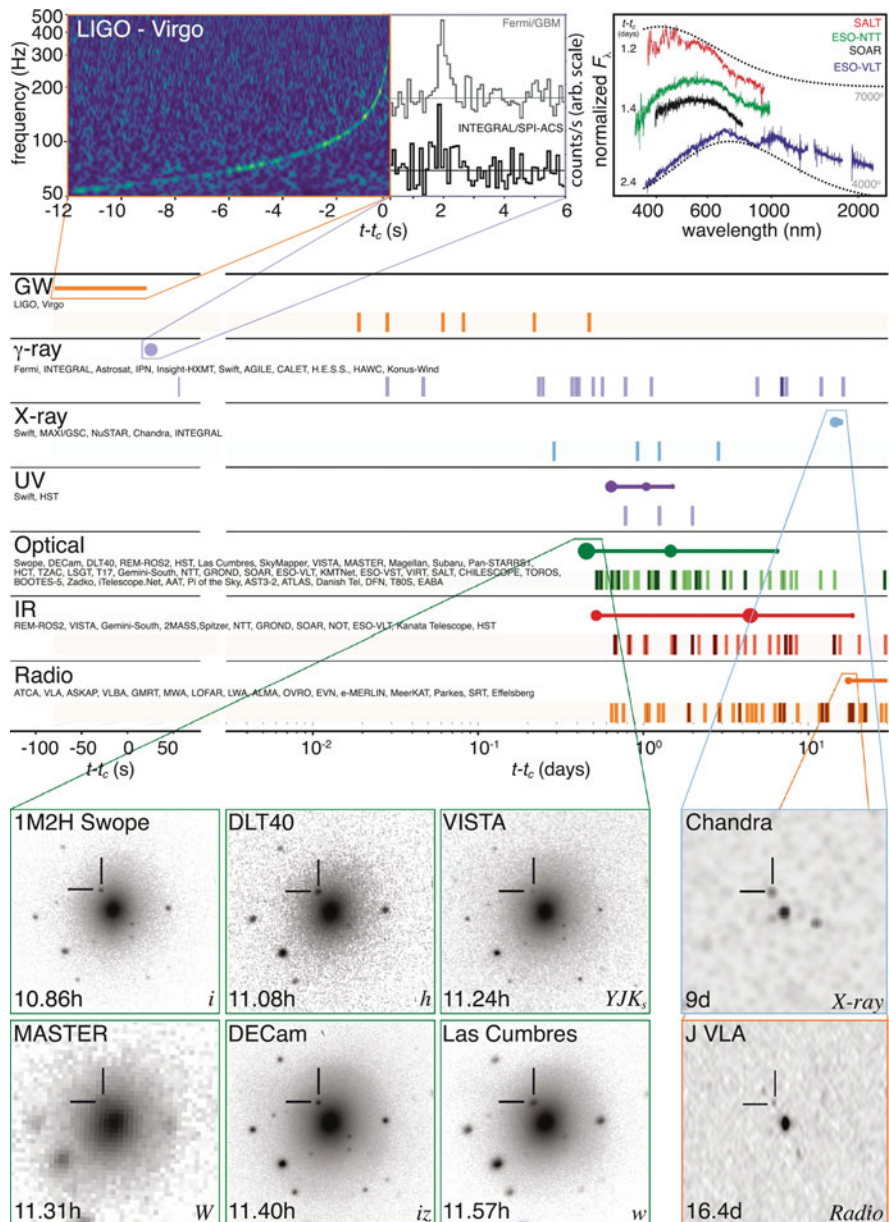 LIGO - Virgo
500
400
300
200
100
50
frequency (Hz)
-12 -10 -8 -6 -4 -2 0 2 4 6
t-tc (s)
Fermi/GBM
INTEGRAL/SPI-ACS
counts/s (arb. scale)
normalized Fλ
t-tc
(days)
1.2
1.4
2.4
SALT
ESO-NTT
SOAR
ESO-VLT
7000°
4000°
400 600 1000 2000
wavelength (nm)
GW
LIGO, Virgo
γ-ray
Fermi, INTEGRAL, Astrosat, IPN, Insight-HXMT, Swift, AGILE, CALET, H.E.S.S., HAWC, Konus-Wind
X-ray
Swift, MAXI/GSC, NuSTAR, Chandra, INTEGRAL
UV
Swift, HST
Optical
Swope, DECam, DLT40, REM-ROS2, HST, Las Cumbres, SkyMapper, VISTA, MASTER, Magellan, Subaru, Pan-STARRS1,
HCT, TZAC, LSGT, T17, Gemini-South, NTT, GROND, SOAR, ESO-VLT, KMTNet, ESO-VST, VIRT, SALT, CHILESCOPE, TOROS,
BOOTES-5, Zadko, iTelescope.Net, AAT, Pi of the Sky, AST3-2, ATLAS, Danish Tel, DFN, T80S, EABA
IR
REM-ROS2, VISTA, Gemini-South, 2MASS,Spitzer, NTT, GROND, SOAR, NOT, ESO-VLT, Kanata Telescope, HST
Radio
ATCA, VLA, ASKAP, VLBA, GMRT, MWA, LOFAR, LWA, ALMA, OVRO, EVN, e-MERLIN, MeerKAT, Parkes, SRT, Effelsberg
-100 -50 0 50
t-tc (s)
10⁻² 10⁻¹ 10⁰ 10¹
t-tc (days)
1M2H Swope
10.86h
i
DLT40
11.08h
h
VISTA
11.24h
YJKs
Chandra
9d
X-ray
MASTER
11.31h
W
DECam
11.40h
iz
Las Cumbres
11.57h
w
J VLA
16.4d
Radio